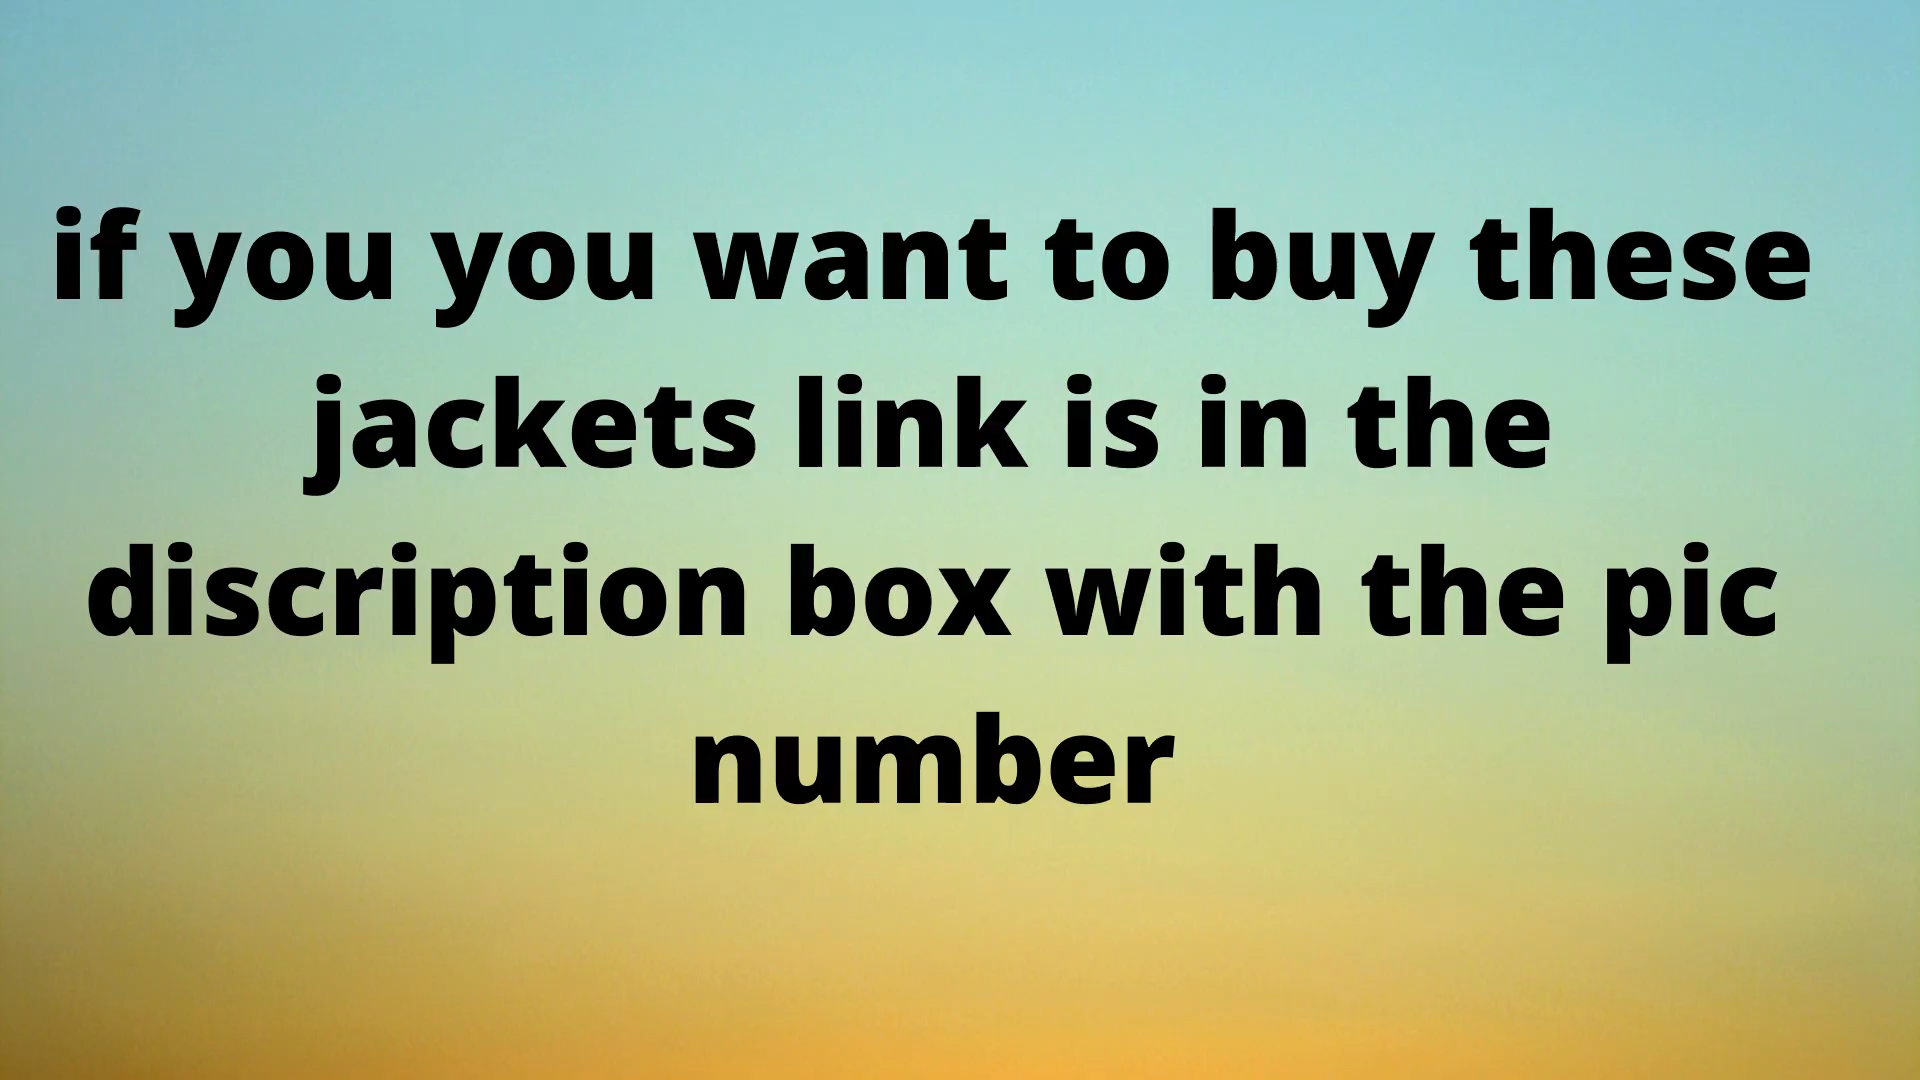 if you you want to buy these
jackets link is in the
discription box with the pic
number